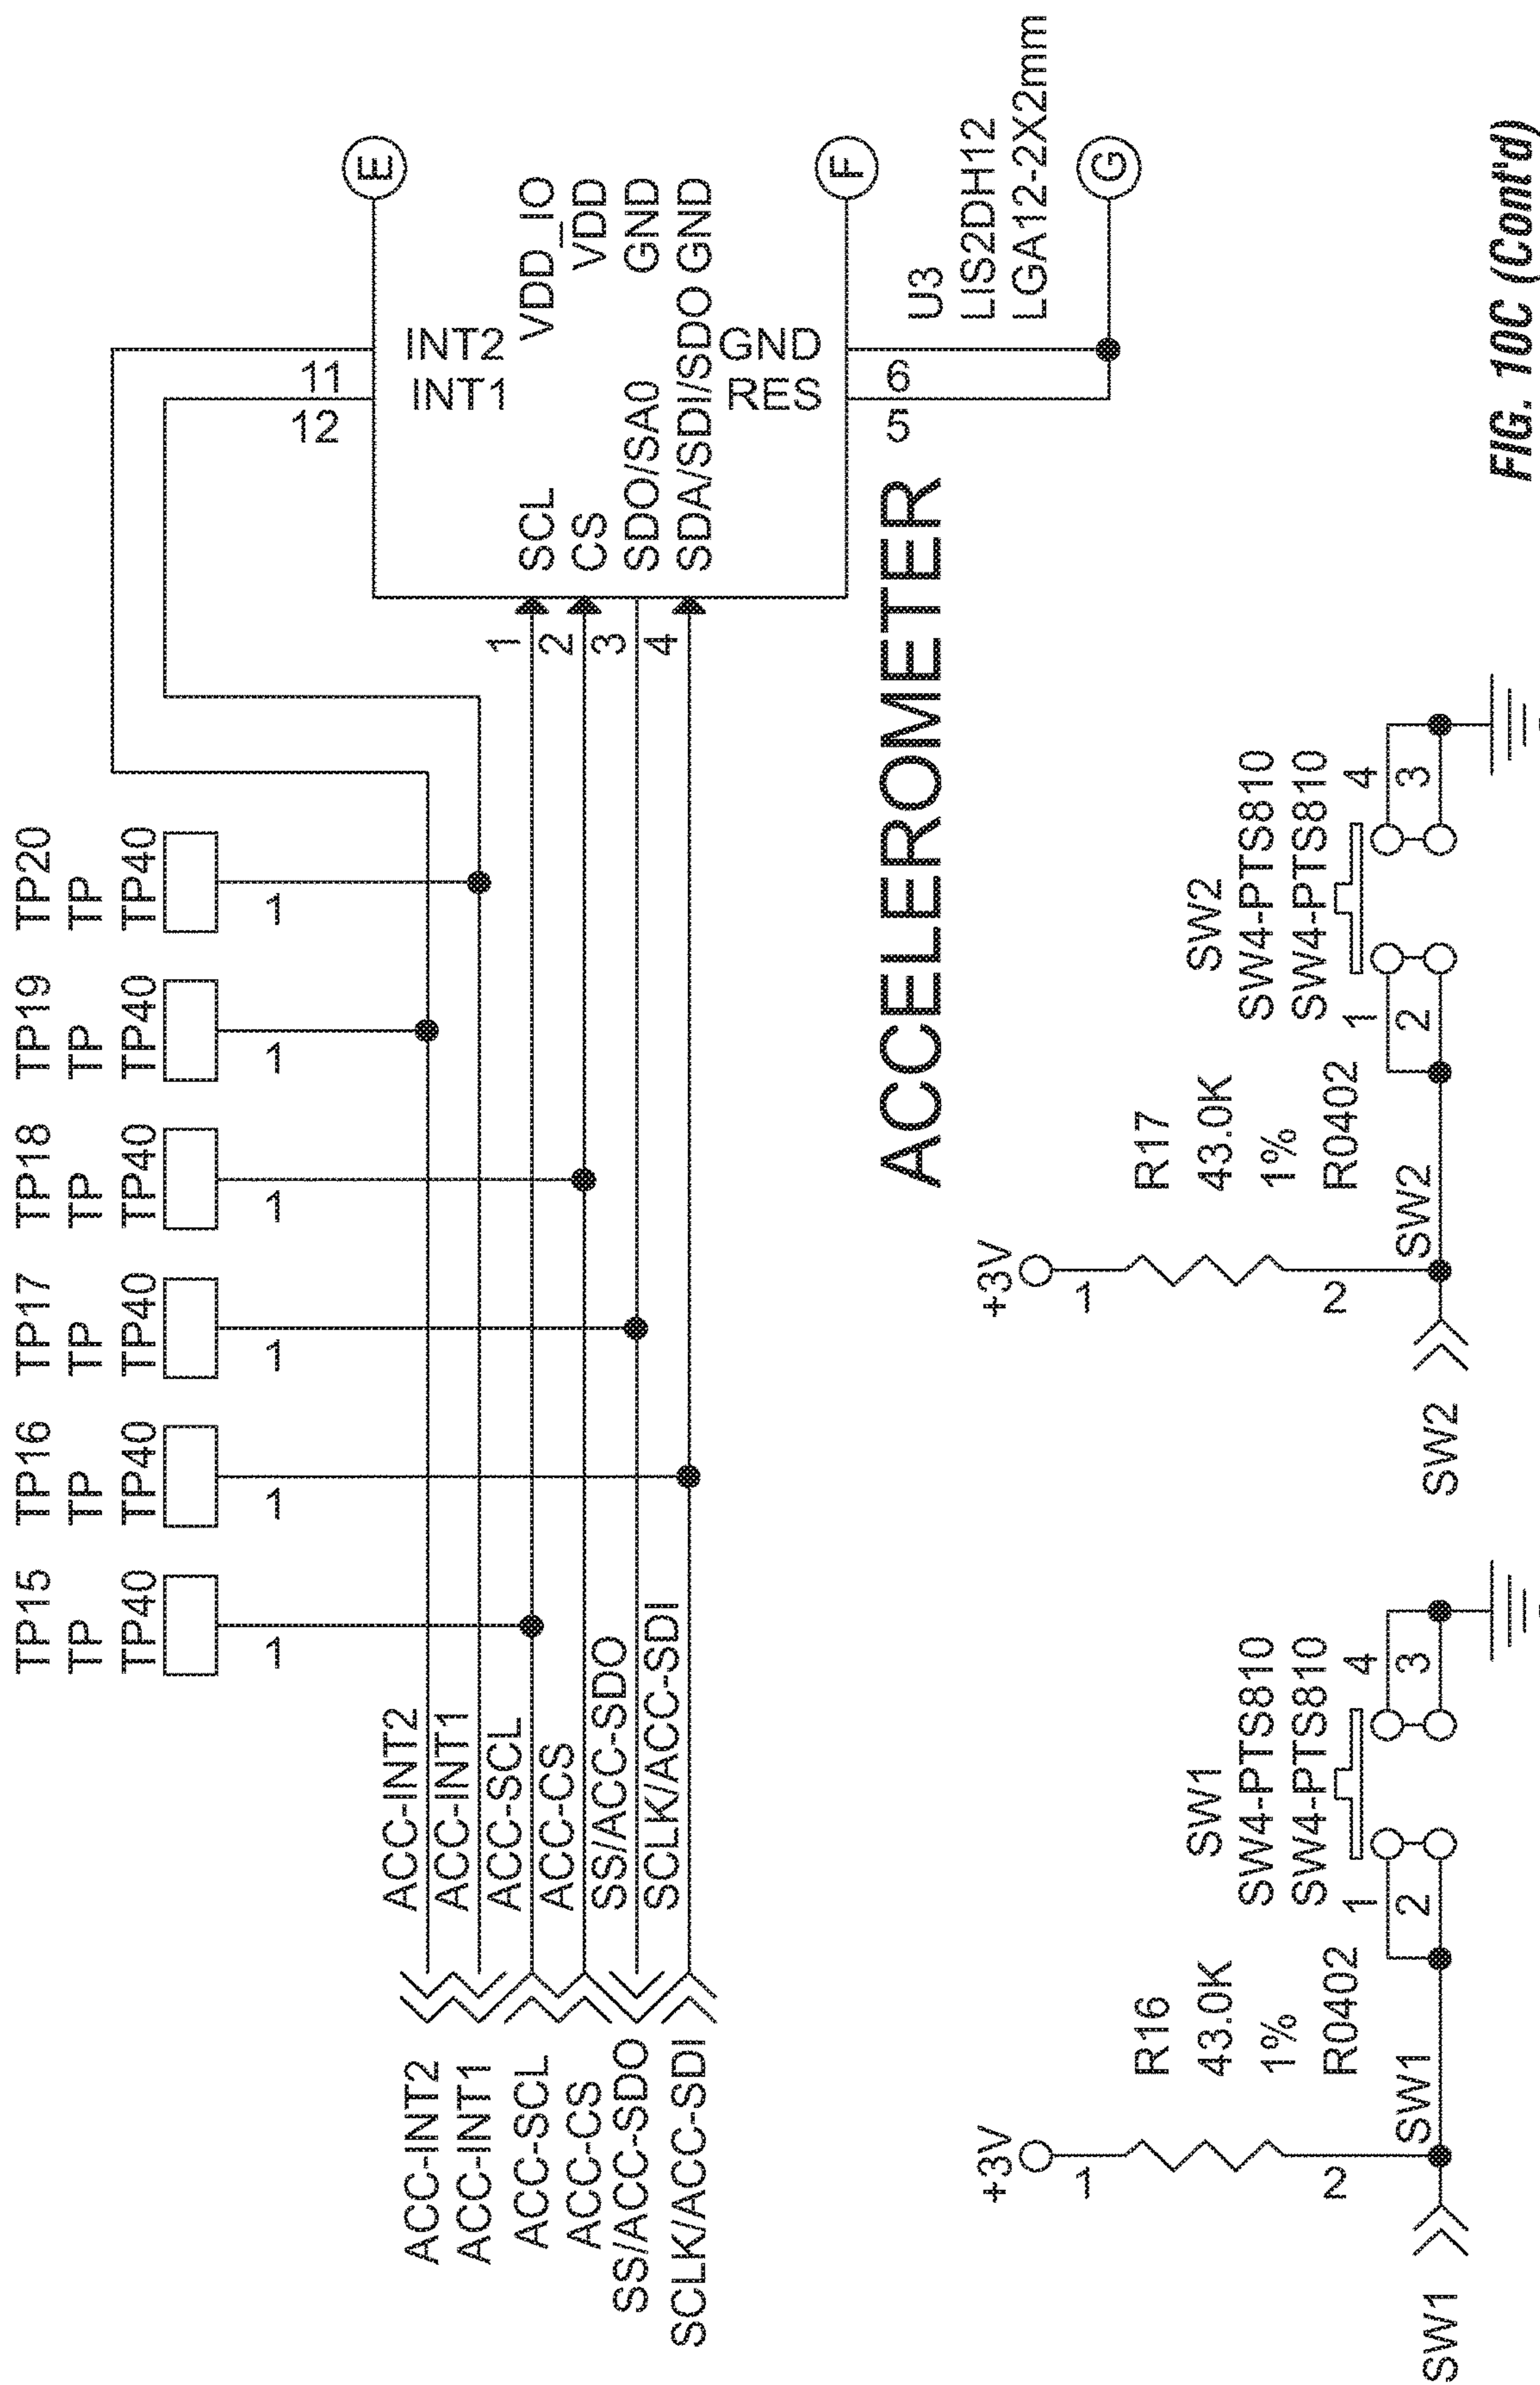 TP15
TP
TP40
1
TP16
TP
TP40
1
TP17
TP
TP40
1
TP18
TP
TP40
1
TP19
TP
TP40
1
TP20
TP
TP40
1
ACC-INT2
ACC-INT2
ACC-INT1
ACC-INT1
ACC-SCL
ACC-SCL
ACC-CS
ACC-CS
SS/ACC-SDO
SS/ACC-SDO
SCLK/ACC-SDI
SCLK/ACC-SDI
11
12
INT2
INT1
E
1
SCL
VDD_IO
2
CS
VDD
3
SDO/SA0
GND
4
SDA/SDI/SDO
GND
GND
RES
6
5
F
U3
LIS2DH12
LGA12-2X2mm
G
ACCELEROMETER
+3V
1
R16
43.0K
1%
R0402
2
SW1
SW1
SW1
SW4-PTS810
SW4-PTS810
1
2
4
3
+3V
1
R17
43.0K
1%
R0402
2
SW2
SW2
SW2
SW4-PTS810
SW4-PTS810
1
2
4
3
FIG. 10C (Cont'd)